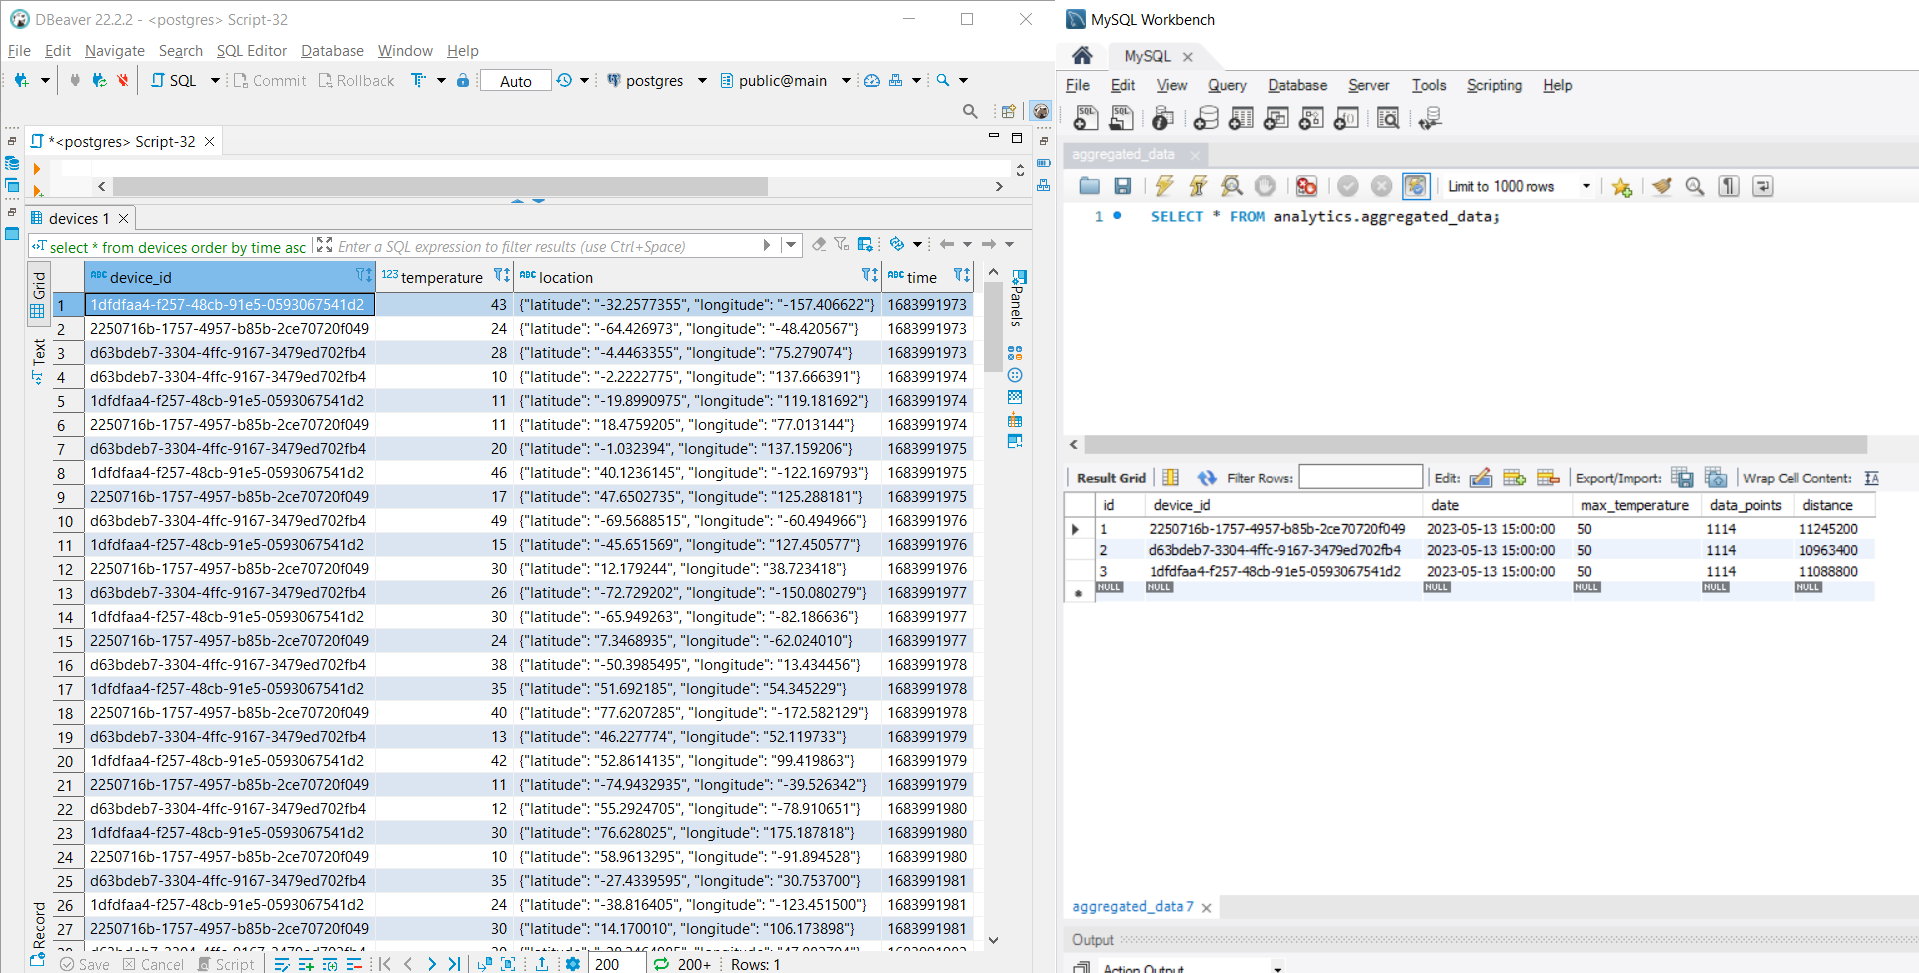 DBeaver 22.2.2 - <postgres> Script-32
File Edit Navigate Search SQL Editor Database Window Help
SQL Commit Rollback Auto postgres public@main
*<postgres> Script-32
devices 1
select * from devices order by time asc Enter a SQL expression to filter results (use Ctrl+Space)
Grid
Text
Record
Panels
ABC device_id 123 temperature ABC location ABC time
1 1dfdfaa4-f257-48cb-91e5-0593067541d2 43 {"latitude": "-32.2577355", "longitude": "-157.406622"} 1683991973
2 2250716b-1757-4957-b85b-2ce70720f049 24 {"latitude": "-64.426973", "longitude": "-48.420567"} 1683991973
3 d63bdeb7-3304-4ffc-9167-3479ed702fb4 28 {"latitude": "-4.4463355", "longitude": "75.279074"} 1683991973
4 d63bdeb7-3304-4ffc-9167-3479ed702fb4 10 {"latitude": "-2.2222775", "longitude": "137.666391"} 1683991974
5 1dfdfaa4-f257-48cb-91e5-0593067541d2 11 {"latitude": "-19.8990975", "longitude": "119.181692"} 1683991974
6 2250716b-1757-4957-b85b-2ce70720f049 11 {"latitude": "18.4759205", "longitude": "77.013144"} 1683991974
7 d63bdeb7-3304-4ffc-9167-3479ed702fb4 20 {"latitude": "-1.032394", "longitude": "137.159206"} 1683991975
8 1dfdfaa4-f257-48cb-91e5-0593067541d2 46 {"latitude": "40.1236145", "longitude": "-122.169793"} 1683991975
9 2250716b-1757-4957-b85b-2ce70720f049 17 {"latitude": "47.6502735", "longitude": "125.288181"} 1683991975
10 d63bdeb7-3304-4ffc-9167-3479ed702fb4 49 {"latitude": "-69.5688515", "longitude": "-60.494966"} 1683991976
11 1dfdfaa4-f257-48cb-91e5-0593067541d2 15 {"latitude": "-45.651569", "longitude": "127.450577"} 1683991976
12 2250716b-1757-4957-b85b-2ce70720f049 30 {"latitude": "12.179244", "longitude": "38.723418"} 1683991976
13 d63bdeb7-3304-4ffc-9167-3479ed702fb4 26 {"latitude": "-72.729202", "longitude": "-150.080279"} 1683991977
14 1dfdfaa4-f257-48cb-91e5-0593067541d2 30 {"latitude": "-65.949263", "longitude": "-82.186636"} 1683991977
15 2250716b-1757-4957-b85b-2ce70720f049 24 {"latitude": "7.3468935", "longitude": "-62.024010"} 1683991977
16 d63bdeb7-3304-4ffc-9167-3479ed702fb4 38 {"latitude": "-50.3985495", "longitude": "13.434456"} 1683991978
17 1dfdfaa4-f257-48cb-91e5-0593067541d2 35 {"latitude": "51.692185", "longitude": "54.345229"} 1683991978
18 2250716b-1757-4957-b85b-2ce70720f049 40 {"latitude": "77.6207285", "longitude": "-172.582129"} 1683991978
19 d63bdeb7-3304-4ffc-9167-3479ed702fb4 13 {"latitude": "46.227774", "longitude": "52.119733"} 1683991979
20 1dfdfaa4-f257-48cb-91e5-0593067541d2 42 {"latitude": "52.8614135", "longitude": "99.419863"} 1683991979
21 2250716b-1757-4957-b85b-2ce70720f049 11 {"latitude": "-74.9432935", "longitude": "-39.526342"} 1683991979
22 d63bdeb7-3304-4ffc-9167-3479ed702fb4 12 {"latitude": "55.2924705", "longitude": "-78.910651"} 1683991980
23 1dfdfaa4-f257-48cb-91e5-0593067541d2 30 {"latitude": "76.628025", "longitude": "175.187818"} 1683991980
24 2250716b-1757-4957-b85b-2ce70720f049 10 {"latitude": "58.9613295", "longitude": "-91.894528"} 1683991980
25 d63bdeb7-3304-4ffc-9167-3479ed702fb4 35 {"latitude": "-27.4339595", "longitude": "30.753700"} 1683991981
26 1dfdfaa4-f257-48cb-91e5-0593067541d2 24 {"latitude": "-38.816405", "longitude": "-123.451500"} 1683991981
27 2250716b-1757-4957-b85b-2ce70720f049 30 {"latitude": "14.170010", "longitude": "106.173898"} 1683991981
Save Cancel Script 200 200+ Rows: 1
MySQL Workbench
MySQL
File Edit View Query Database Server Tools Scripting Help
aggregated_data
Limit to 1000 rows
1 SELECT * FROM analytics.aggregated_data;
Result Grid Filter Rows: Edit: Export/Import: Wrap Cell Content:
id device_id date max_temperature data_points distance
1 2250716b-1757-4957-b85b-2ce70720f049 2023-05-13 15:00:00 50 1114 11245200
2 d63bdeb7-3304-4ffc-9167-3479ed702fb4 2023-05-13 15:00:00 50 1114 10963400
3 1dfdfaa4-f257-48cb-91e5-0593067541d2 2023-05-13 15:00:00 50 1114 11088800
NULL NULL NULL NULL NULL NULL
aggregated_data 7
Output
Action Output